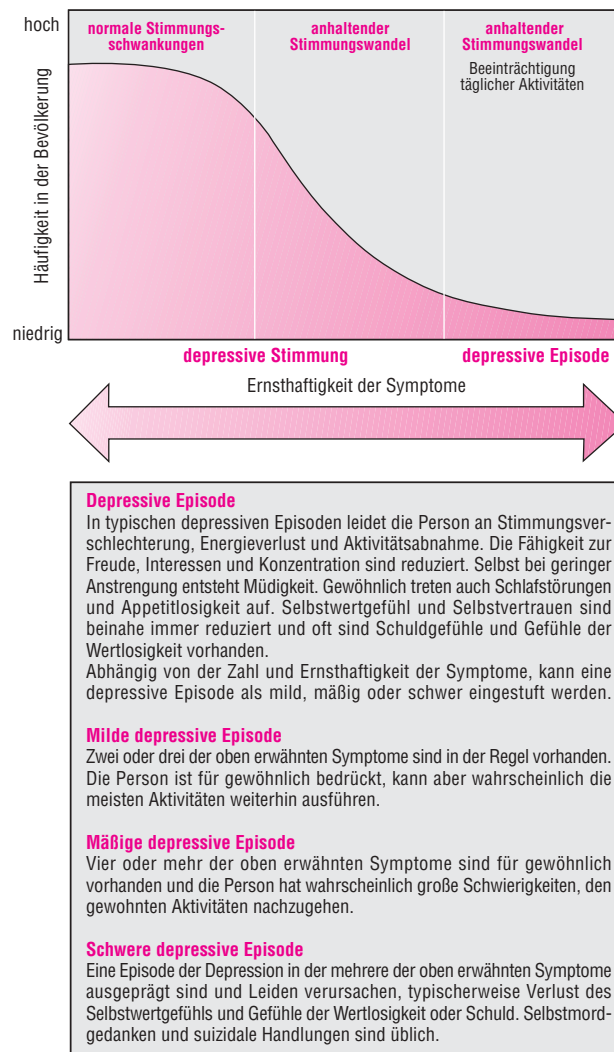 hoch
normale Stimmungs-
schwankungen
anhaltender
Stimmungswandel
anhaltender
Stimmungswandel
Beeinträchtigung
täglicher Aktivitäten
Häufigkeit in der Bevölkerung
niedrig
depressive Stimmung
depressive Episode
Ernsthaftigkeit der Symptome
Depressive Episode
In typischen depressiven Episoden leidet die Person an Stimmungsver-
schlechterung, Energieverlust und Aktivitätsabnahme. Die Fähigkeit zur
Freude, Interessen und Konzentration sind reduziert. Selbst bei geringer
Anstrengung entsteht Müdigkeit. Gewöhnlich treten auch Schlafstörungen
und Appetitlosigkeit auf. Selbstwertgefühl und Selbstvertrauen sind
beinahe immer reduziert und oft sind Schuldgefühle und Gefühle der
Wertlosigkeit vorhanden.
Abhängig von der Zahl und Ernsthaftigkeit der Symptome, kann eine
depressive Episode als mild, mäßig oder schwer eingestuft werden.
Milde depressive Episode
Zwei oder drei der oben erwähnten Symptome sind in der Regel vorhanden.
Die Person ist für gewöhnlich bedrückt, kann aber wahrscheinlich die
meisten Aktivitäten weiterhin ausführen.
Mäßige depressive Episode
Vier oder mehr der oben erwähnten Symptome sind für gewöhnlich
vorhanden und die Person hat wahrscheinlich große Schwierigkeiten, den
gewohnten Aktivitäten nachzugehen.
Schwere depressive Episode
Eine Episode der Depression in der mehrere der oben erwähnten Symptome
ausgeprägt sind und Leiden verursachen, typischerweise Verlust des
Selbstwertgefühls und Gefühle der Wertlosigkeit oder Schuld. Selbstmord-
gedanken und suizidale Handlungen sind üblich.